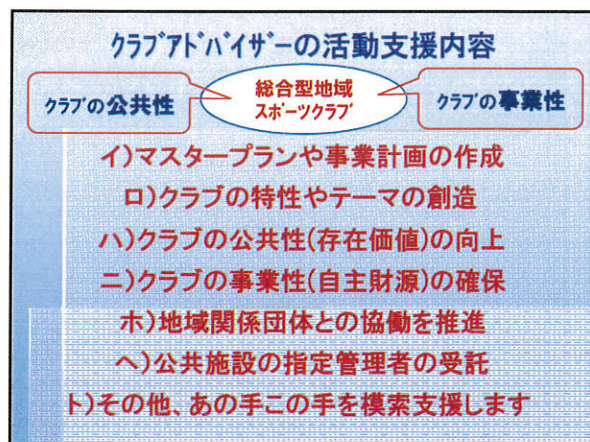 クラブアドバイザーの活動支援内容
クラブの公共性
総合型地域
スポーツクラブ
クラブの事業性
イ)マスタープランや事業計画の作成
ロ)クラブの特性やテーマの創造
ハ)クラブの公共性(存在価値)の向上
ニ)クラブの事業性(自主財源)の確保
ホ)地域関係団体との協働を推進
ヘ)公共施設の指定管理者の受託
ト)その他、あの手この手を模索支援します